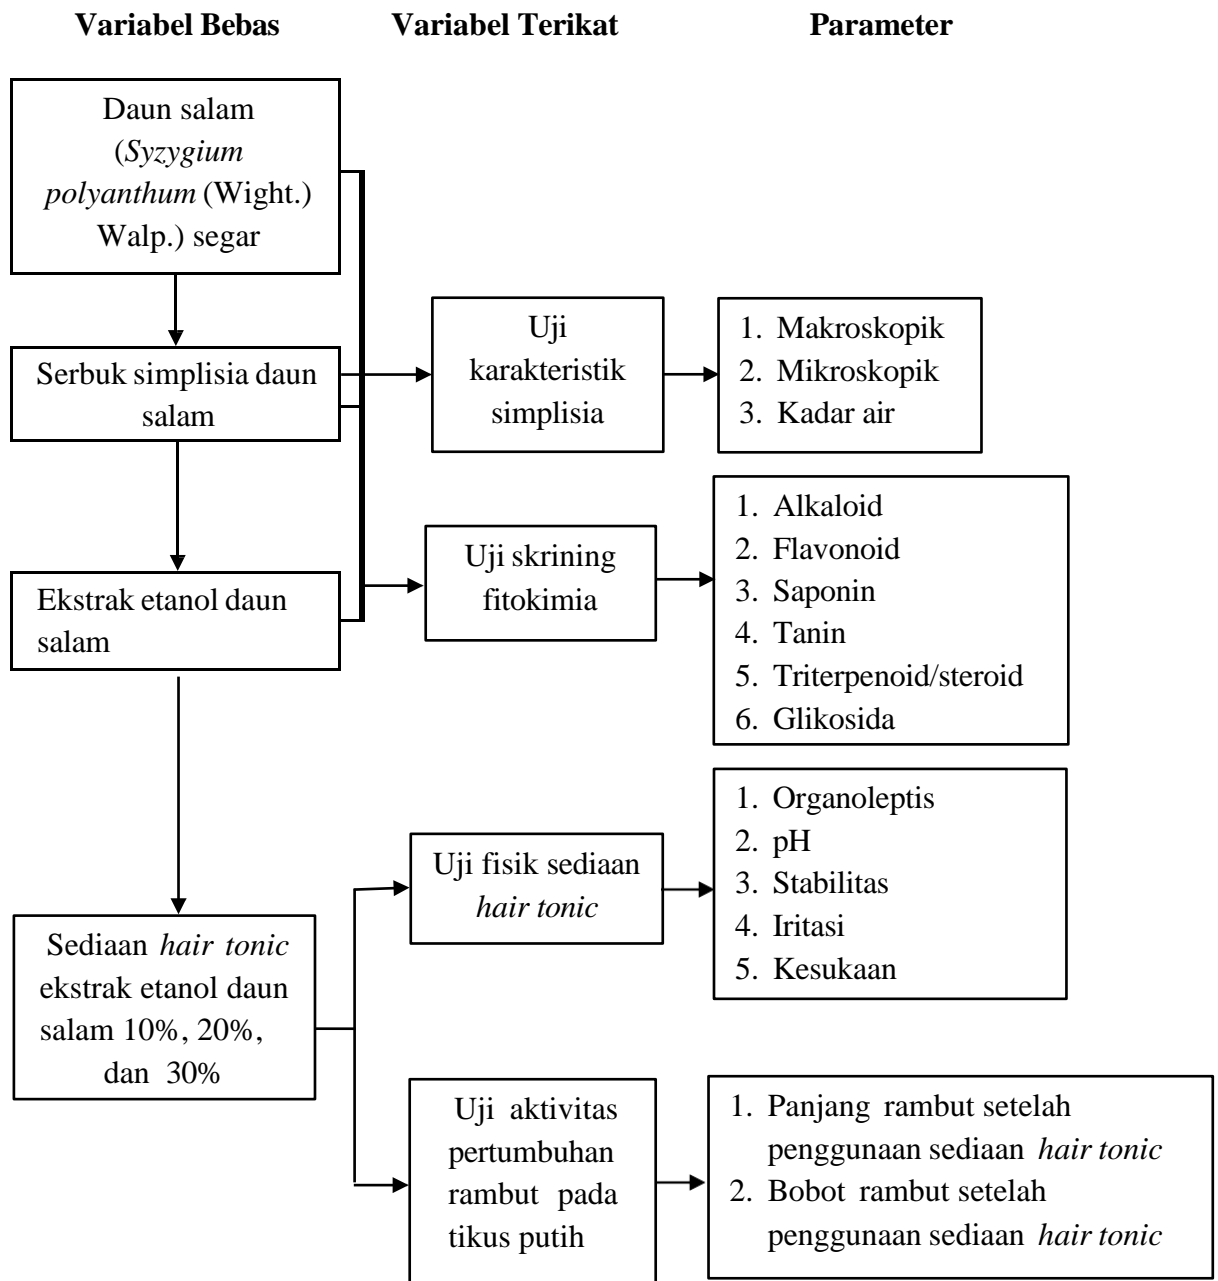 Variabel Bebas
Variabel Terikat
Parameter
Daun salam
(Syzygium
polyanthum (Wight.)
Walp.) segar
Serbuk simplisia daun
salam
Uji
karakteristik
simplisia
1. Makroskopik
2. Mikroskopik
3. Kadar air
Ekstrak etanol daun
salam
Uji skrining
fitokimia
1. Alkaloid
2. Flavonoid
3. Saponin
4. Tanin
5. Triterpenoid/steroid
6. Glikosida
Sediaan hair tonic
ekstrak etanol daun
salam 10%, 20%,
dan 30%
Uji fisik sediaan
hair tonic
1. Organoleptis
2. pH
3. Stabilitas
4. Iritasi
5. Kesukaan
Uji aktivitas
pertumbuhan
rambut pada
tikus putih
1. Panjang rambut setelah
penggunaan sediaan hair tonic
2. Bobot rambut setelah
penggunaan sediaan hair tonic